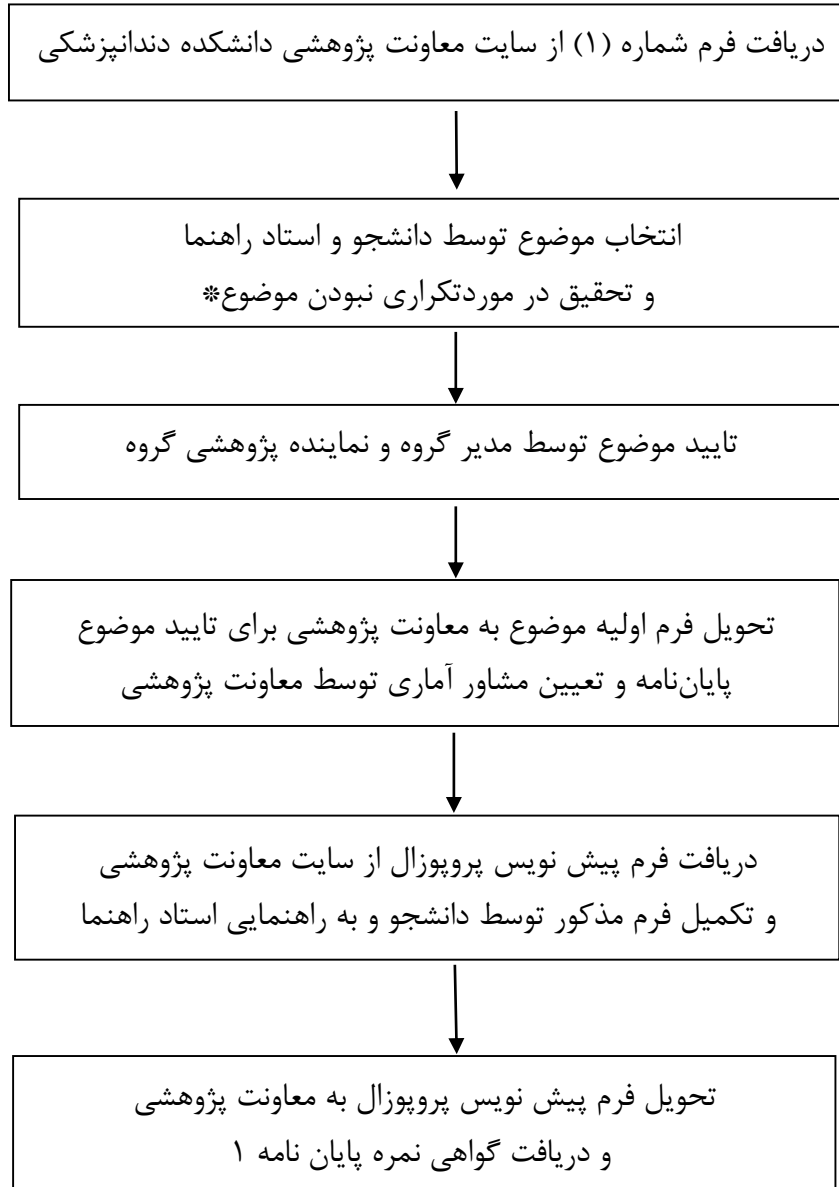 دریافت فرم شماره (۱) از سایت معاونت پژوهشی دانشکده دندانپزشکی
انتخاب موضوع توسط دانشجو و استاد راهنما
و تحقیق در موردتکراری نبودن موضوع*
تایید موضوع توسط مدیر گروه و نماینده پژوهشی گروه
تحویل فرم اولیه موضوع به معاونت پژوهشی برای تایید موضوع
پایان‌نامه و تعیین مشاور آماری توسط معاونت پژوهشی
دریافت فرم پیش نویس پروپوزال از سایت معاونت پژوهشی
و تکمیل فرم مذکور توسط دانشجو و به راهنمایی استاد راهنما
تحویل فرم پیش نویس پروپوزال به معاونت پژوهشی
و دریافت گواهی نمره پایان نامه ۱